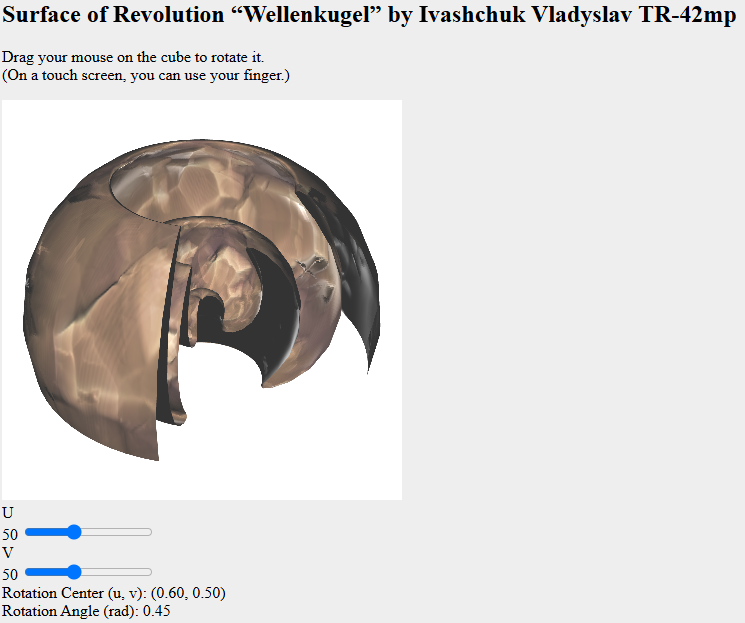 Surface of Revolution “Wellenkugel” by Ivashchuk Vladyslav TR-42mp
Drag your mouse on the cube to rotate it.
(On a touch screen, you can use your finger.)
U
50
V
50
Rotation Center (u, v): (0.60, 0.50)
Rotation Angle (rad): 0.45